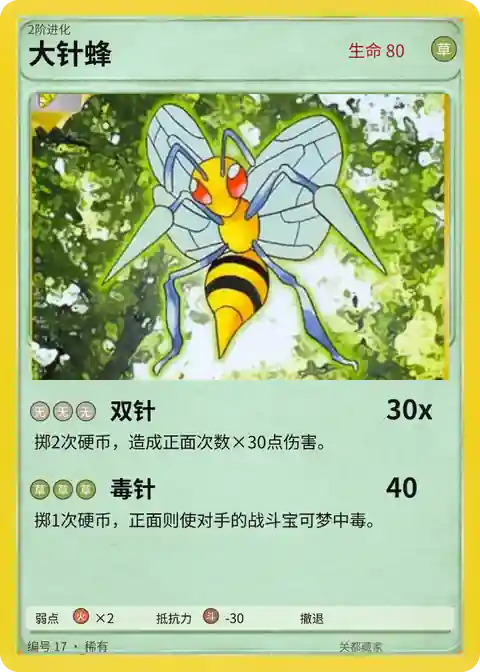 2阶进化
大针蜂
生命 80
草
无 无 无 双针 30x
掷2次硬币，造成正面次数×30点伤害。
草 草 草 毒针 40
掷1次硬币，正面则使对手的战斗宝可梦中毒。
弱点 火 ×2 抵抗力 斗 -30 撤退
编号 17 · 稀有
关都藏家